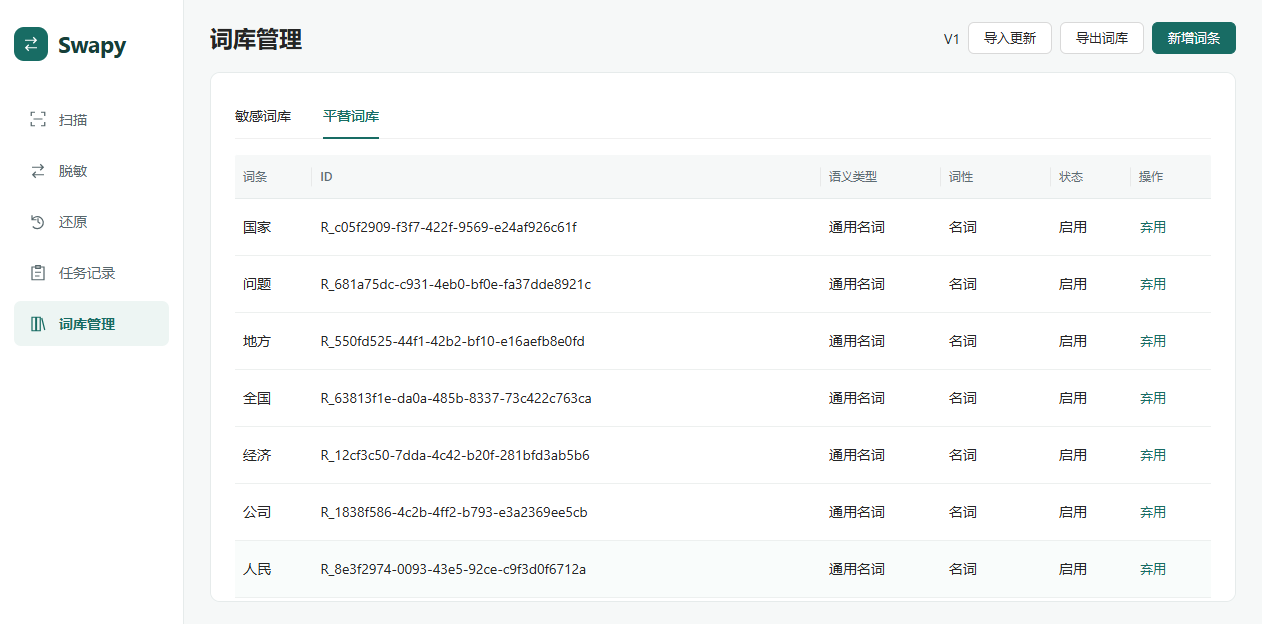 Swapy
扫描
脱敏
还原
任务记录
词库管理
词库管理
V1 导入更新 导出词库 新增词条
敏感词库 平替词库
词条 ID 语义类型 词性 状态 操作
国家 R_c05f2909-f3f7-422f-9569-e24af926c61f 通用名词 名词 启用 弃用
问题 R_681a75dc-c931-4eb0-bf0e-fa37dde8921c 通用名词 名词 启用 弃用
地方 R_550fd525-44f1-42b2-bf10-e16aefb8e0fd 通用名词 名词 启用 弃用
全国 R_63813f1e-da0a-485b-8337-73c422c763ca 通用名词 名词 启用 弃用
经济 R_12cf3c50-7dda-4c42-b20f-281bfd3ab5b6 通用名词 名词 启用 弃用
公司 R_1838f586-4c2b-4ff2-b793-e3a2369ee5cb 通用名词 名词 启用 弃用
人民 R_8e3f2974-0093-43e5-92ce-c9f3d0f6712a 通用名词 名词 启用 弃用